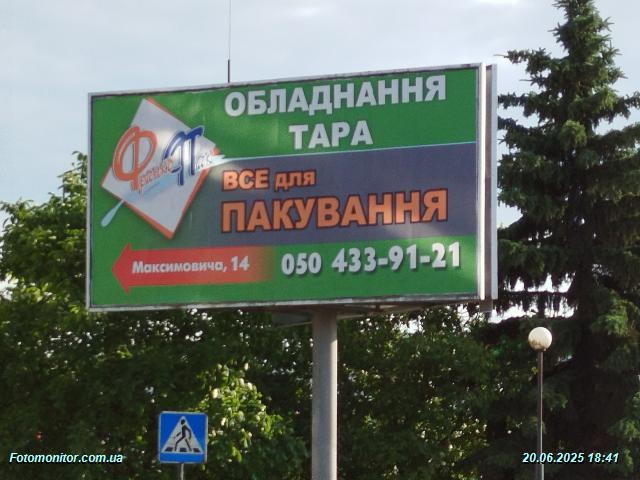 ОБЛАДНАННЯ
ТАРА
ВСЕ для
ПАКУВАННЯ
Максимовича, 14
050 433-91-21
Fotomonitor.com.ua
20.06.2025 18:41